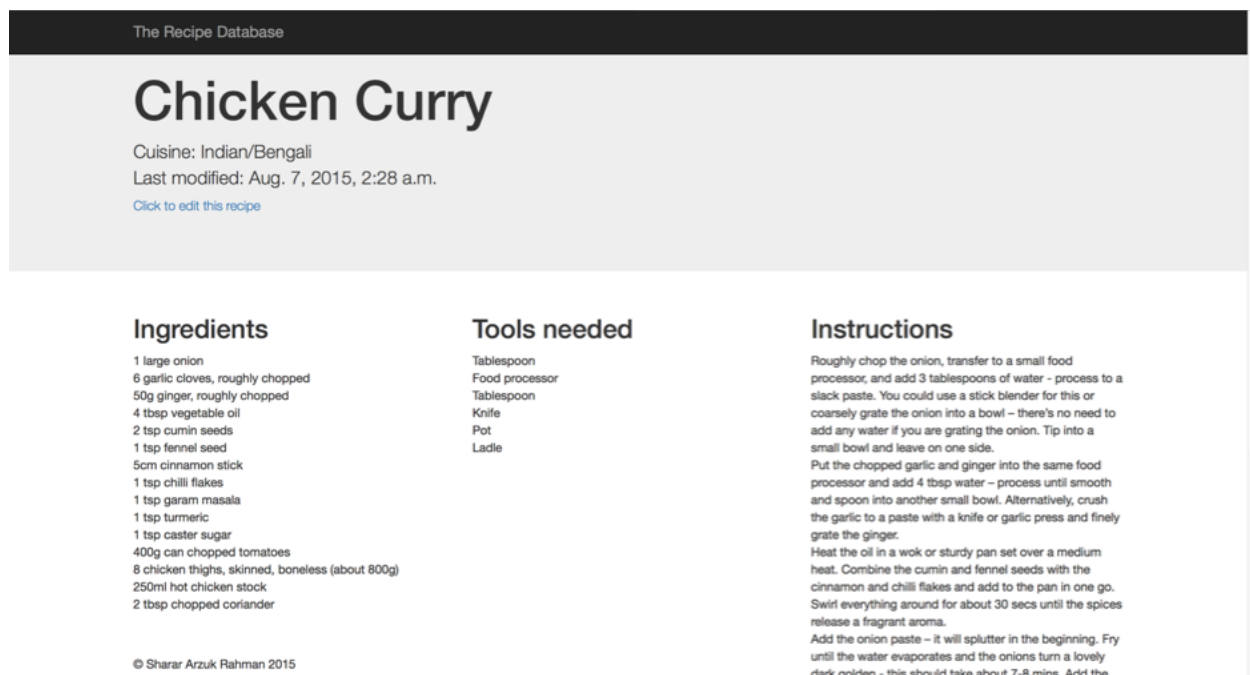 The Recipe Database
Chicken Curry
Cuisine: Indian/Bengali
Last modified: Aug. 7, 2015, 2:28 a.m.
Click to edit this recipe
Ingredients
1 large onion
6 garlic cloves, roughly chopped
50g ginger, roughly chopped
4 tbsp vegetable oil
2 tsp cumin seeds
1 tsp fennel seed
5cm cinnamon stick
1 tsp chilli flakes
1 tsp garam masala
1 tsp turmeric
1 tsp caster sugar
400g can chopped tomatoes
8 chicken thighs, skinned, boneless (about 800g)
250ml hot chicken stock
2 tbsp chopped coriander
© Sharar Arzuk Rahman 2015
Tools needed
Tablespoon
Food processor
Tablespoon
Knife
Pot
Ladle
Instructions
Roughly chop the onion, transfer to a small food
processor, and add 3 tablespoons of water - process to a
slack paste. You could use a stick blender for this or
coarsely grate the onion into a bowl – there's no need to
add any water if you are grating the onion. Tip into a
small bowl and leave on one side.
Put the chopped garlic and ginger into the same food
processor and add 4 tbsp water – process until smooth
and spoon into another small bowl. Alternatively, crush
the garlic to a paste with a knife or garlic press and finely
grate the ginger.
Heat the oil in a wok or sturdy pan set over a medium
heat. Combine the cumin and fennel seeds with the
cinnamon and chilli flakes and add to the pan in one go.
Swirl everything around for about 30 secs until the spices
release a fragrant aroma.
Add the onion paste – it will splutter in the beginning. Fry
until the water evaporates and the onions turn a lovely
dark golden - this should take about 7-8 mins. Add the